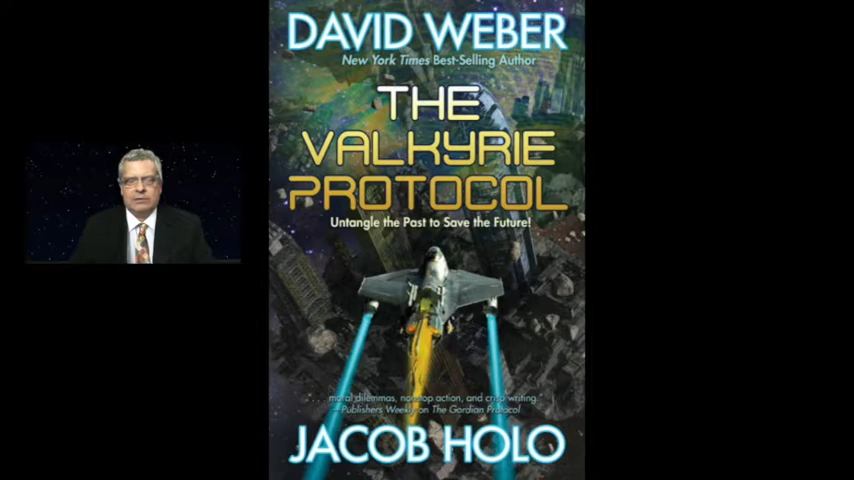 DAVID WEBER
New York Times Best-Selling Author
THE
VALKYRIE
PROTOCOL
Untangle the Past to Save the Future!
. . . moral dilemmas, nonstop action, and crisp writing.
—Publishers Weekly on The Gordian Protocol
JACOB HOLO